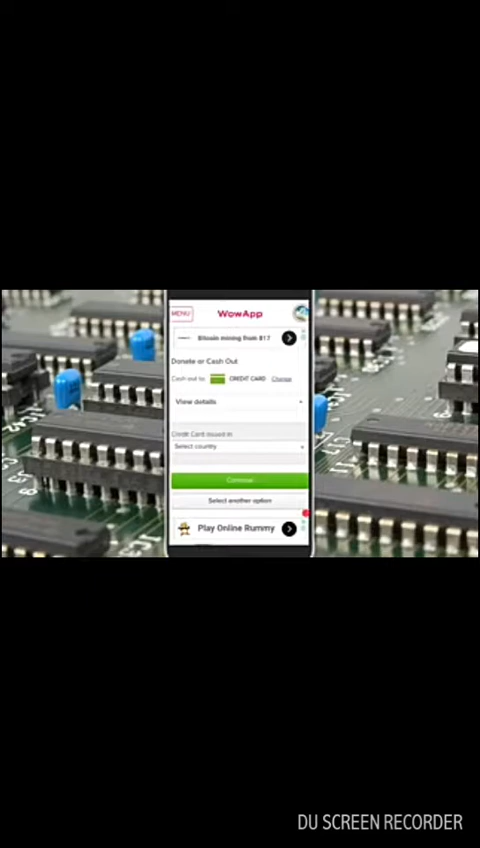 MENU
WowApp
Bitcoin mining from $17
Donate or Cash Out
Cash out to:
CREDIT CARD
Change
View details
Credit Card issued in
Select country
Continue
Select another option
Play Online Rummy
DU SCREEN RECORDER